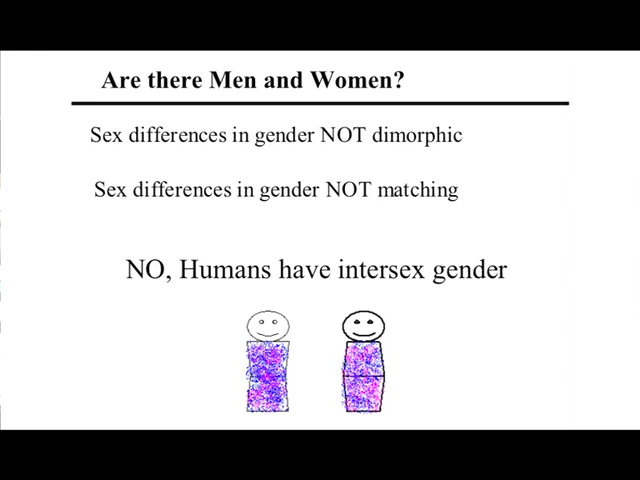 Are there Men and Women?
Sex differences in gender NOT dimorphic
Sex differences in gender NOT matching
NO, Humans have intersex gender